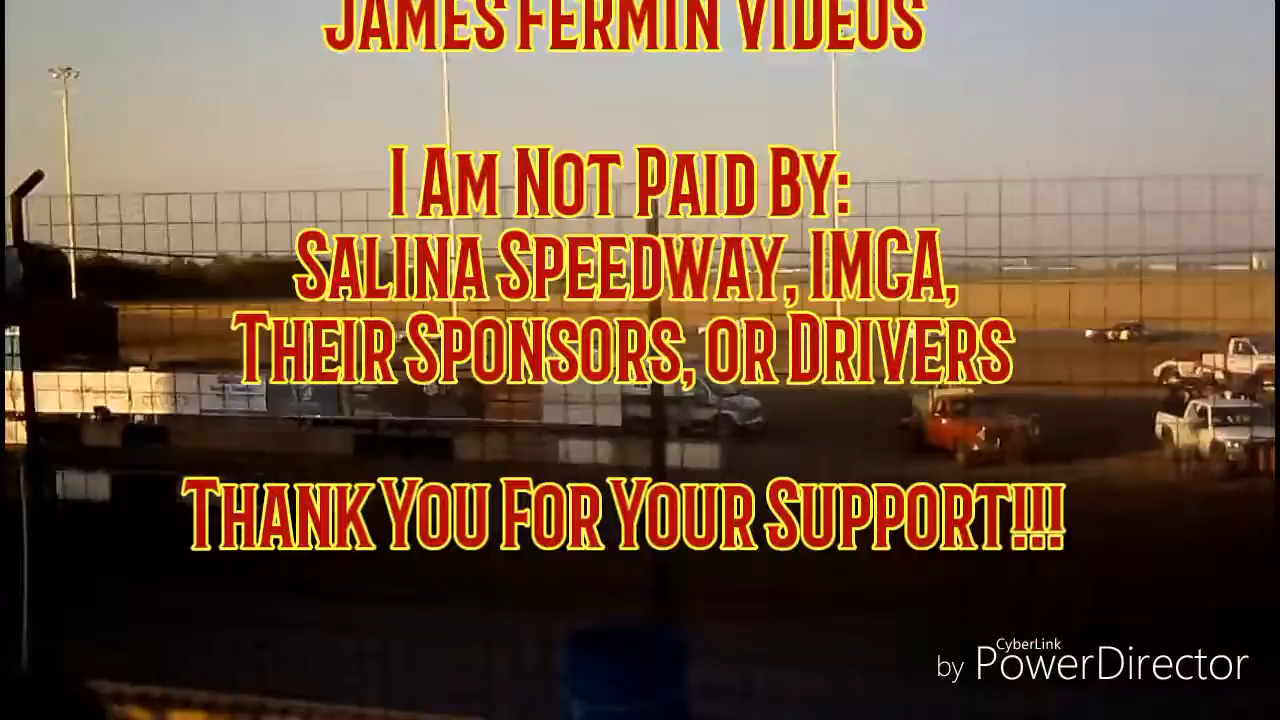 JAMES FERMIN VIDEOS
I AM NOT PAID BY:
SALINA SPEEDWAY, IMCA,
THEIR SPONSORS, OR DRIVERS
THANK YOU FOR YOUR SUPPORT!!!
CyberLink
by PowerDirector